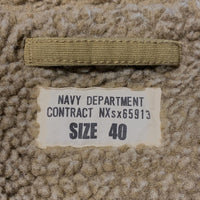 NAVY DEPARTMENT
CONTRACT NXsx65913
SIZE 40